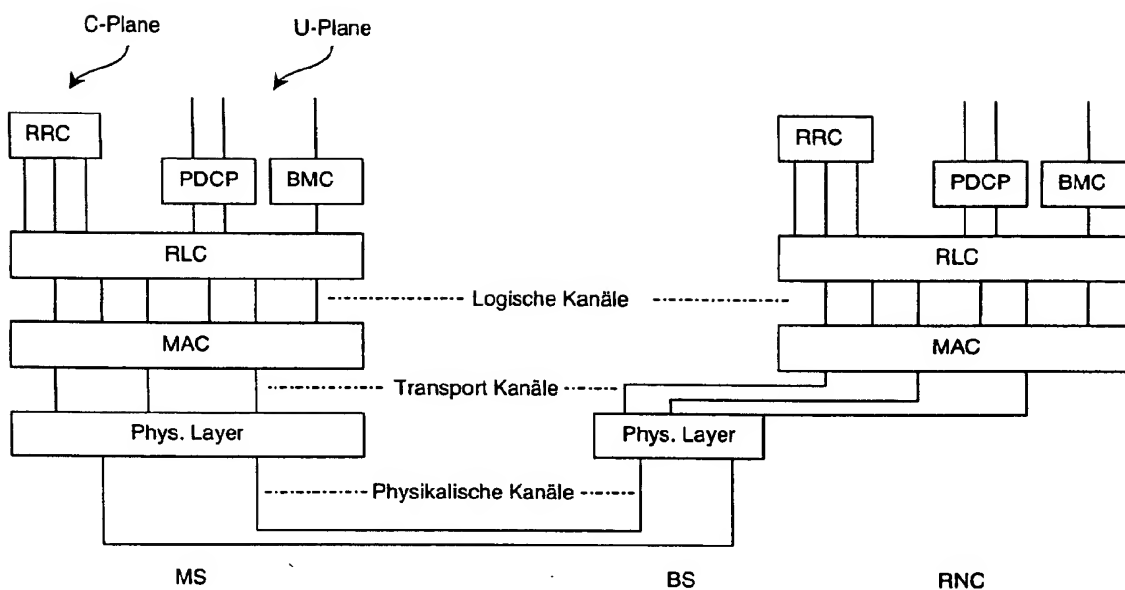 C-Plane
U-Plane
RRC
RRC
PDCP
BMC
PDCP
BMC
RLC
RLC
Logische Kanäle
MAC
MAC
Transport Kanäle
Phys. Layer
Phys. Layer
Physikalische Kanäle
MS
BS
RNC